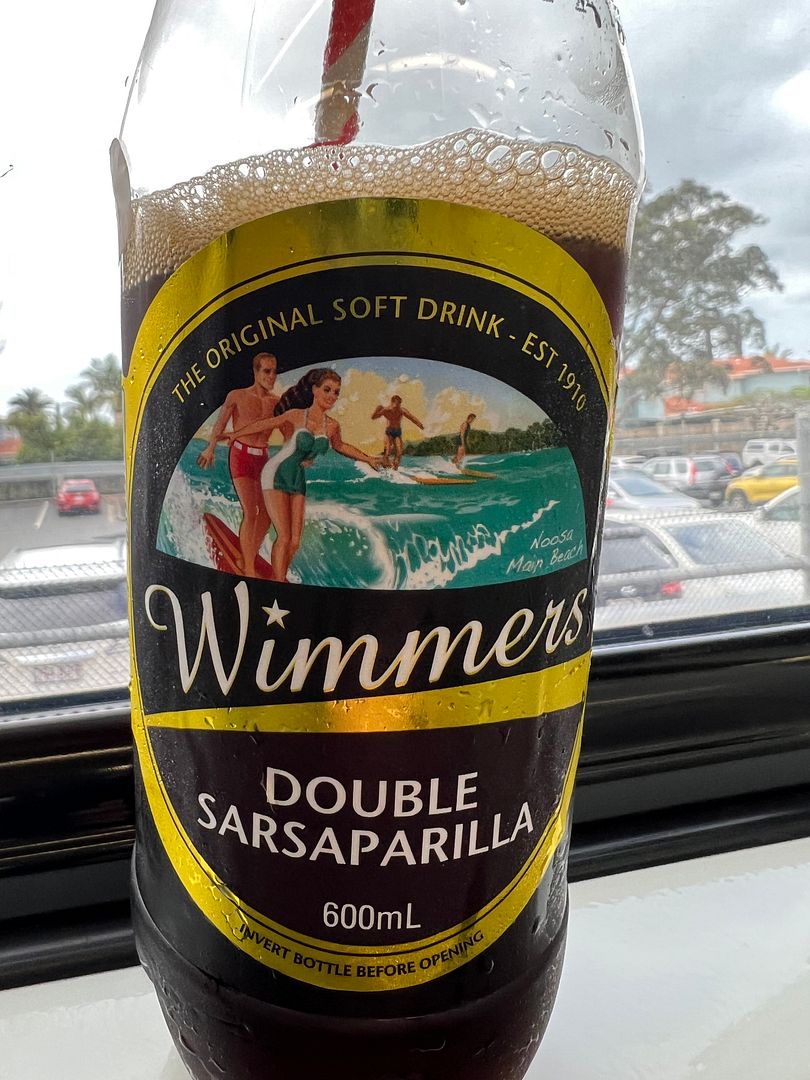 THE ORIGINAL SOFT DRINK - EST 1910
Noosa
Main Beach
Wimmers
DOUBLE
SARSAPARILLA
600mL
INVERT BOTTLE BEFORE OPENING